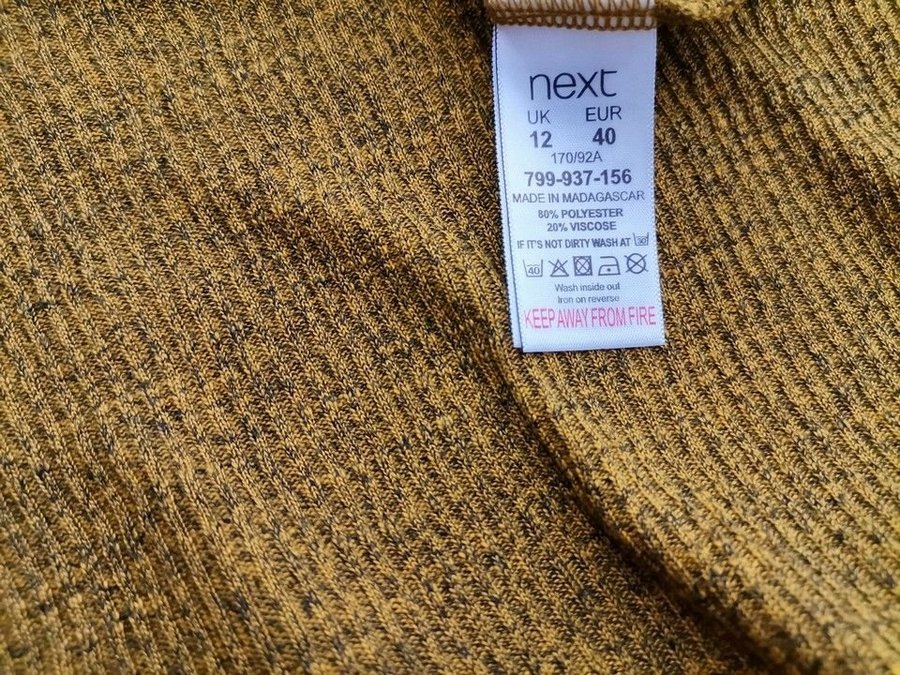 next
UK EUR
12 40
170/92A
799-937-156
MADE IN MADAGASCAR
80% POLYESTER
20% VISCOSE
IF IT'S NOT DIRTY WASH AT 30
40
Wash inside out
Iron on reverse
KEEP AWAY FROM FIRE